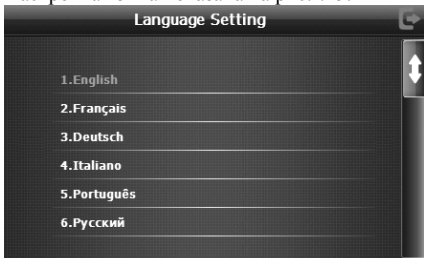 Language Setting
1.English
2.Français
3.Deutsch
4.Italiano
5.Português
6.Русский